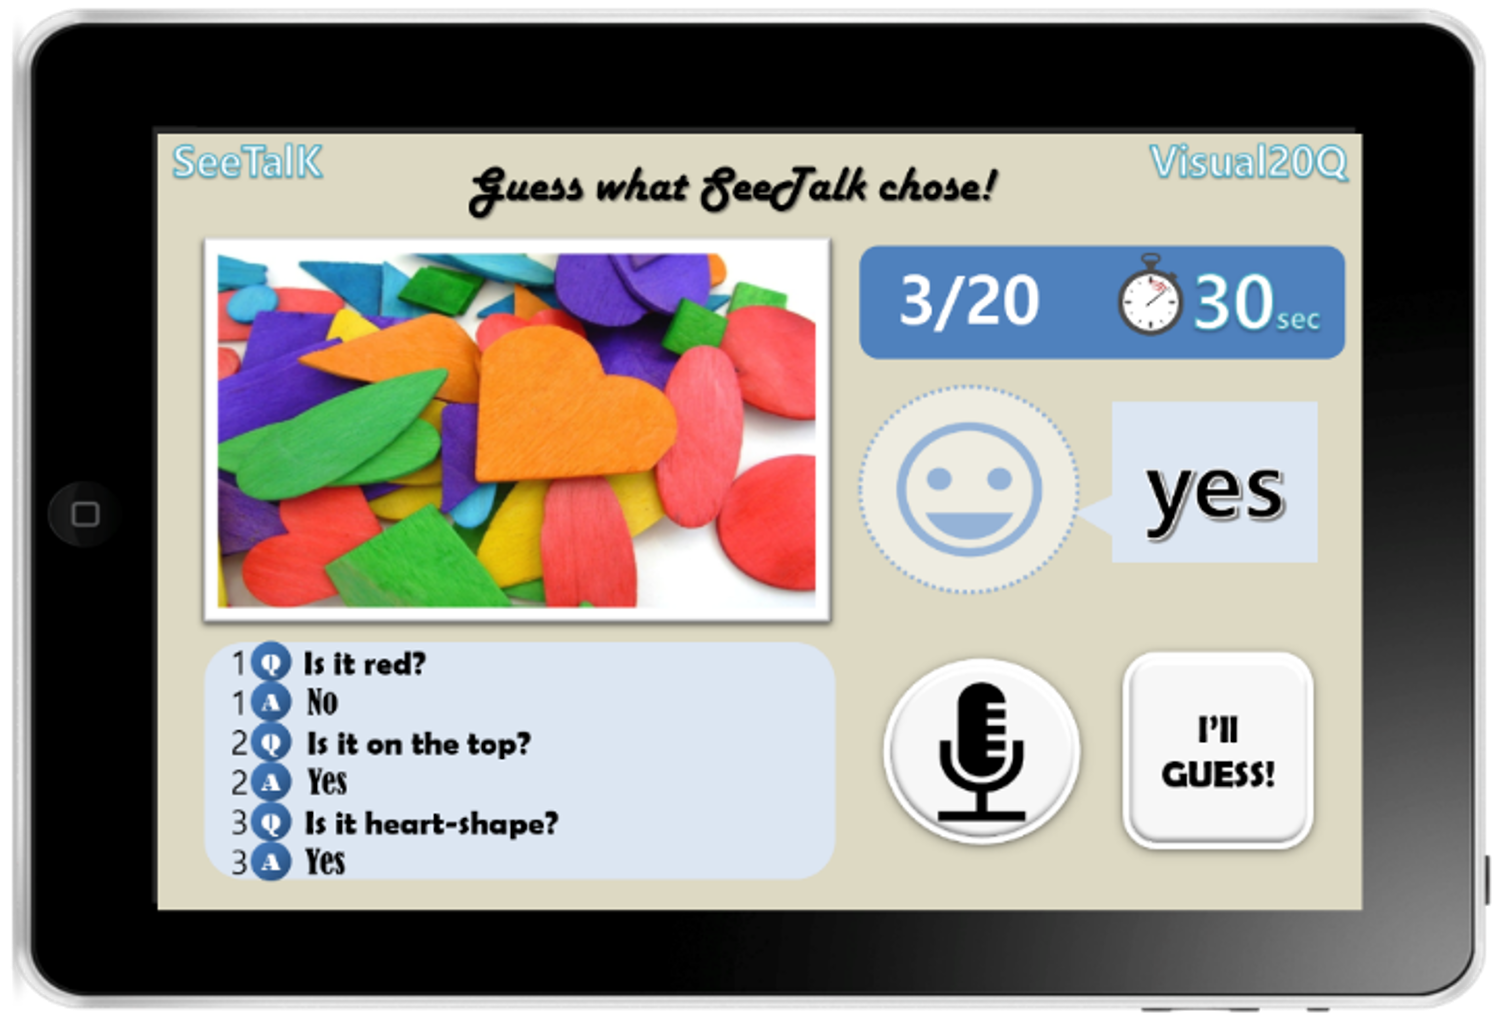 SeeTalK
Visual20Q
Guess what SeeTalk chose!
3/20
30sec
yes
1 Q Is it red?
1 A No
2 Q Is it on the top?
2 A Yes
3 Q Is it heart-shape?
3 A Yes
I'll
GUESS!